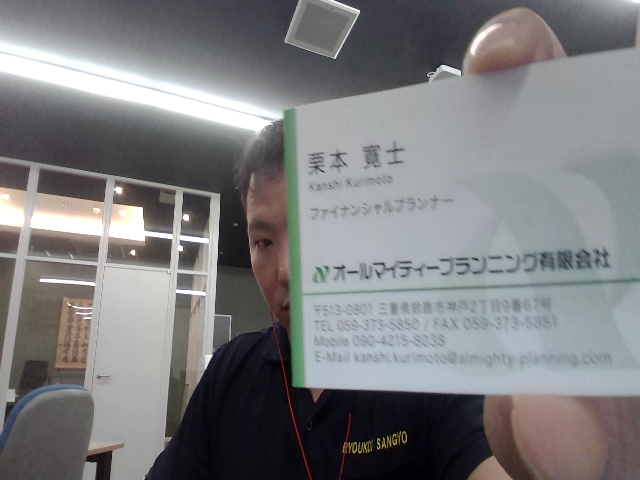 栗本 寛士
Kanshi Kurimoto
ファイナンシャルプランナー
オールマイティープランニング有限会社
〒513-0801 三重県鈴鹿市神戸2丁目9番67号
TEL 059-373-5850 / FAX 059-373-5851
Mobile 090-4215-8038
E-Mail kanshi.kurimoto@almighty-planning.com
SANGYO